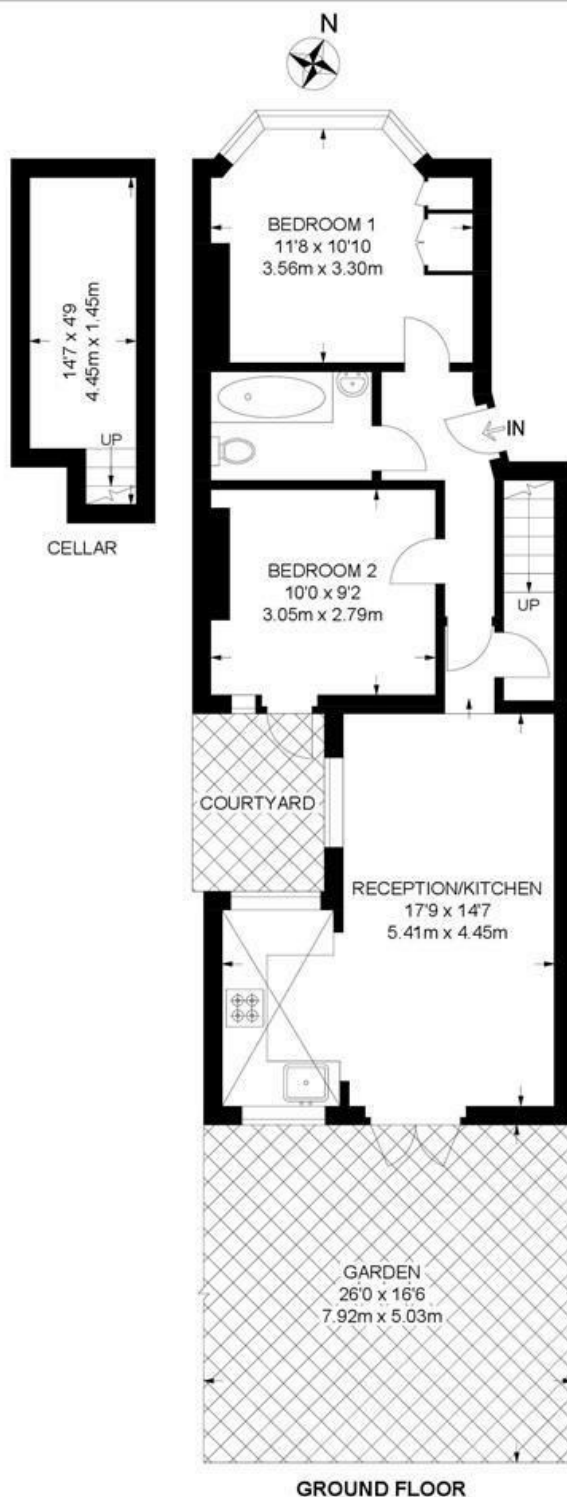 N
BEDROOM 1
11'8 x 10'10
3.56m x 3.30m
14'7 x 4'9
4.45m x 1.45m
UP
CELLAR
IN
BEDROOM 2
10'0 x 9'2
3.05m x 2.79m
UP
COURTYARD
RECEPTION/KITCHEN
17'9 x 14'7
5.41m x 4.45m
GARDEN
26'0 x 16'6
7.92m x 5.03m
GROUND FLOOR